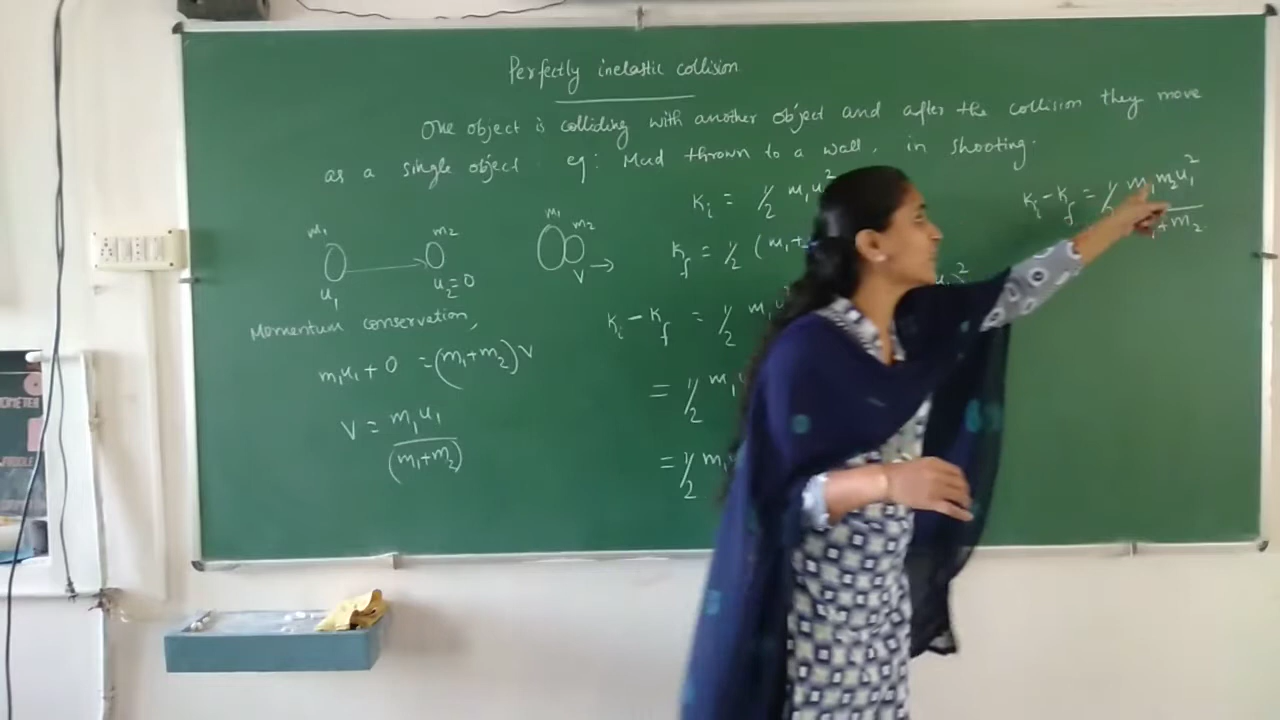 Perfectly inelastic collision
One object is colliding with another object and after the collision they move
as a single object. eg: Mud thrown to a wall, in shooting.
m₁ m₂
u₁ u₂=0
m₁ m₂
V →
Momentum conservation,
m₁u₁ + 0 = (m₁+m₂)V
V = m₁u₁ / (m₁+m₂)
Kᵢ = ½ m₁u²
K_f = ½ (m₁+
Kᵢ − K_f = ½ m₁u
= ½ m₁
= ½ m₁
Kᵢ − K_f = ½ m₁m₂u₁² / +m₂